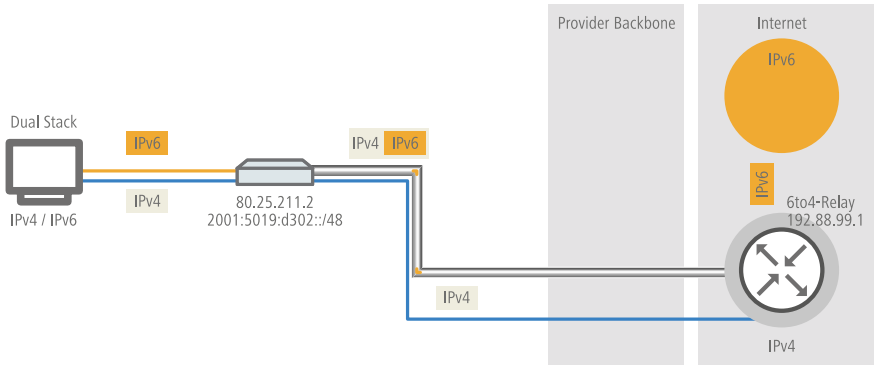 Provider Backbone
Internet
IPv6
Dual Stack
IPv6
IPv4 IPv6
IPv6
IPv4
80.25.211.2
2001:5019:d302::/48
IPv4 / IPv6
6to4-Relay
192.88.99.1
IPv4
IPv4